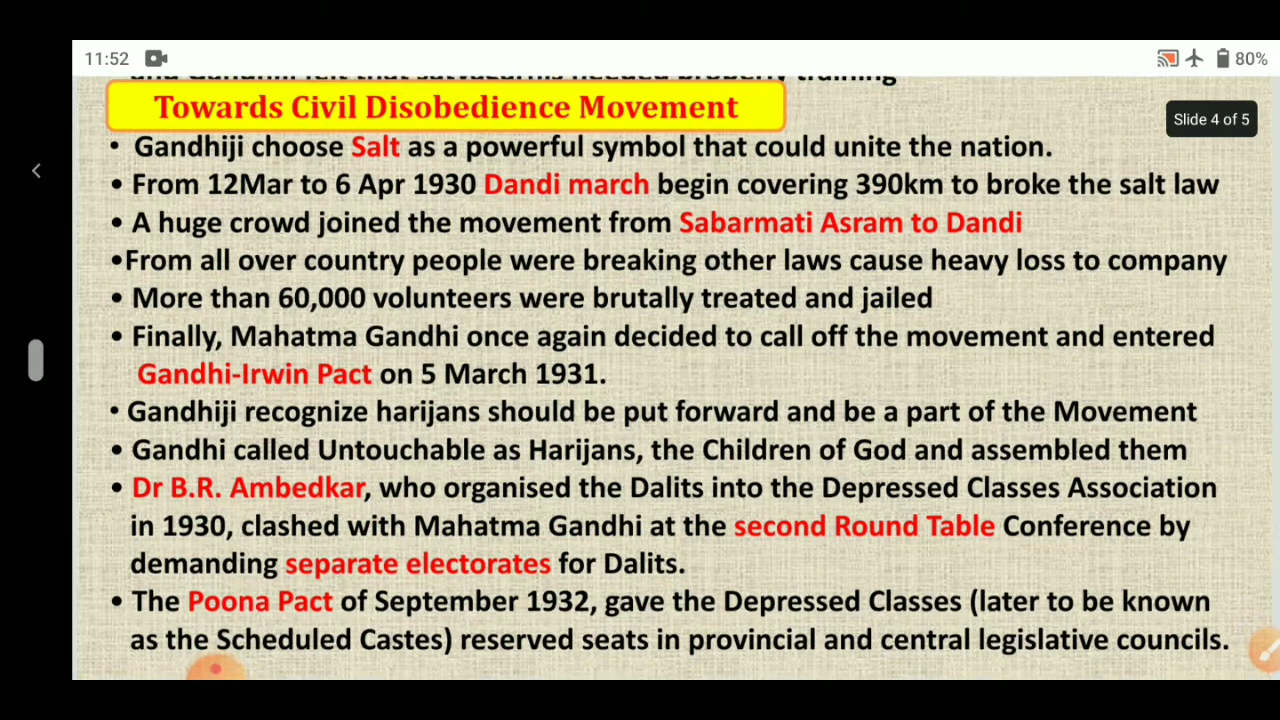 11:52
80%
and Gandhiji felt that satyagrahis needed properly training
Towards Civil Disobedience Movement
Slide 4 of 5
• Gandhiji choose Salt as a powerful symbol that could unite the nation.
• From 12Mar to 6 Apr 1930 Dandi march begin covering 390km to broke the salt law
• A huge crowd joined the movement from Sabarmati Asram to Dandi
•From all over country people were breaking other laws cause heavy loss to company
• More than 60,000 volunteers were brutally treated and jailed
• Finally, Mahatma Gandhi once again decided to call off the movement and entered
Gandhi-Irwin Pact on 5 March 1931.
• Gandhiji recognize harijans should be put forward and be a part of the Movement
• Gandhi called Untouchable as Harijans, the Children of God and assembled them
• Dr B.R. Ambedkar, who organised the Dalits into the Depressed Classes Association
in 1930, clashed with Mahatma Gandhi at the second Round Table Conference by
demanding separate electorates for Dalits.
• The Poona Pact of September 1932, gave the Depressed Classes (later to be known
as the Scheduled Castes) reserved seats in provincial and central legislative councils.